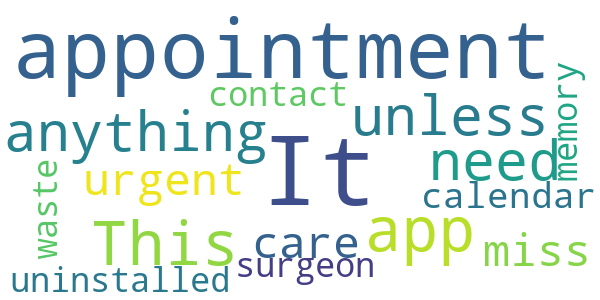 appointment
contact
memory
anything
It
unless
need
urgent
calendar
waste
This
care
app
miss
uninstalled
surgeon